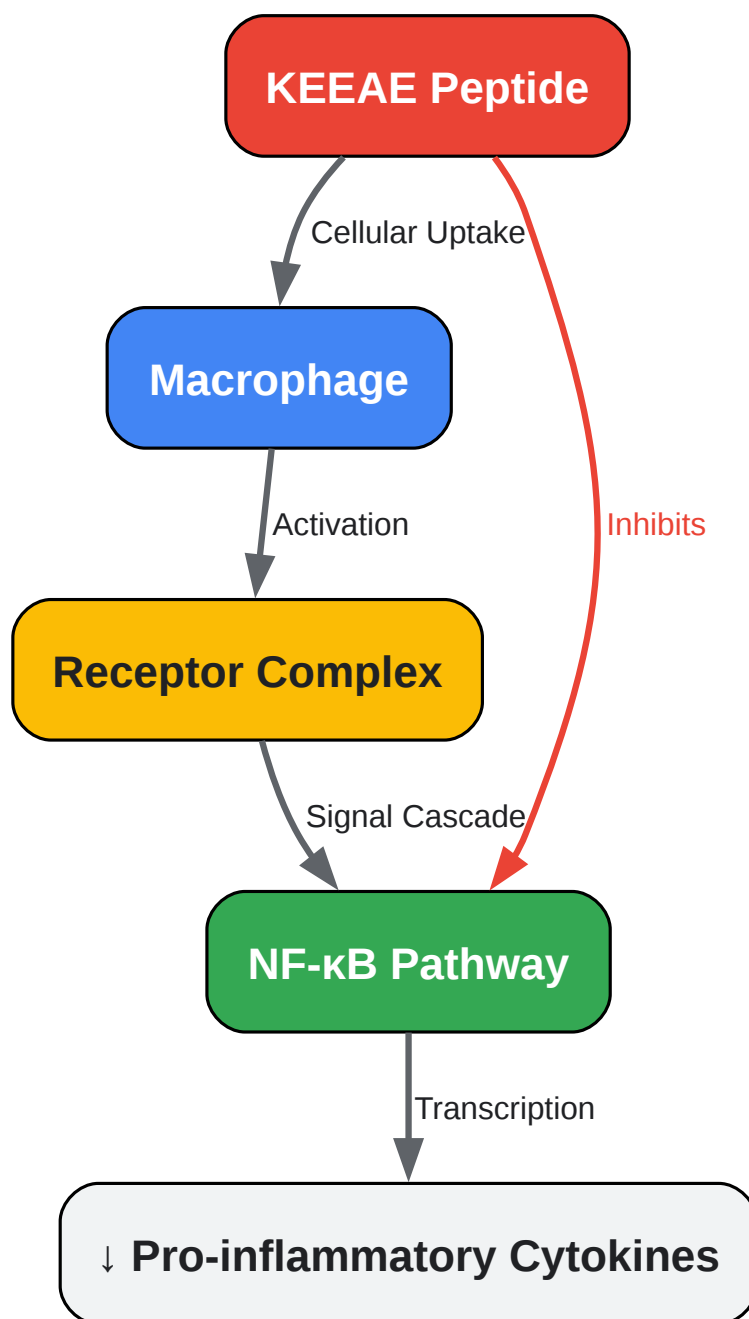 KEEAE Peptide
Cellular Uptake
Macrophage
Activation
Inhibits
Receptor Complex
Signal Cascade
NF-κB Pathway
Transcription
↓ Pro-inflammatory Cytokines